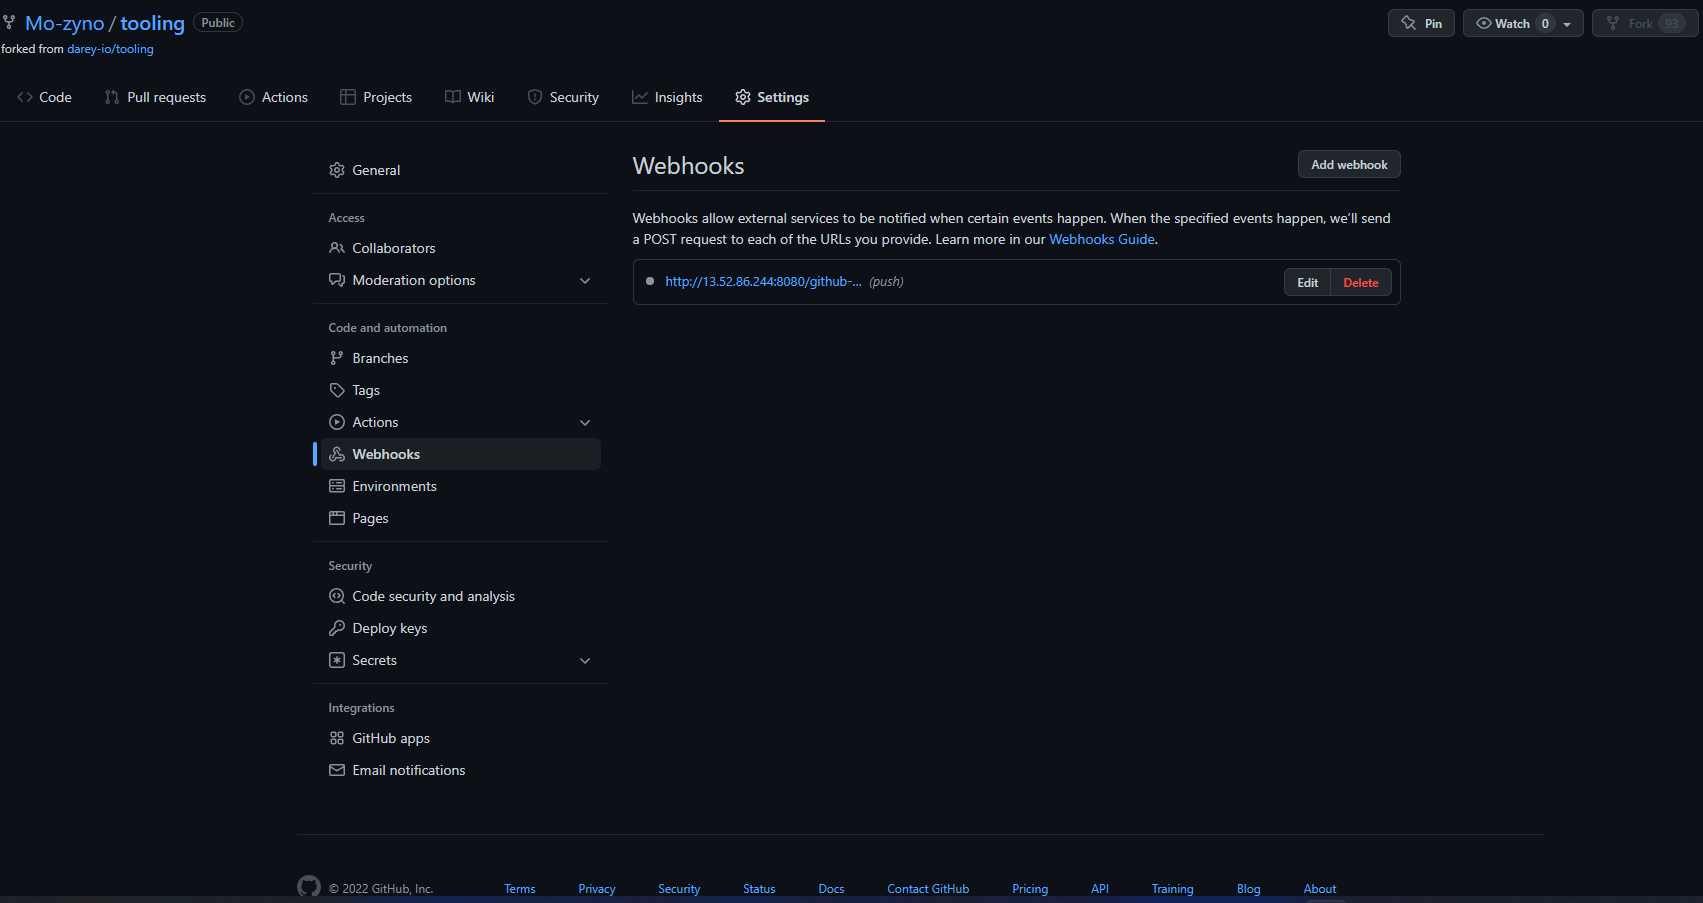 Mo-zyno / tooling Public
Pin Watch 0 Fork 93
forked from darey-io/tooling
Code Pull requests Actions Projects Wiki Security Insights Settings
General
Access
Collaborators
Moderation options
Code and automation
Branches
Tags
Actions
Webhooks
Environments
Pages
Security
Code security and analysis
Deploy keys
Secrets
Integrations
GitHub apps
Email notifications
Webhooks
Add webhook
Webhooks allow external services to be notified when certain events happen. When the specified events happen, we’ll send
a POST request to each of the URLs you provide. Learn more in our Webhooks Guide.
http://13.52.86.244:8080/github-... (push) Edit Delete
© 2022 GitHub, Inc. Terms Privacy Security Status Docs Contact GitHub Pricing API Training Blog About